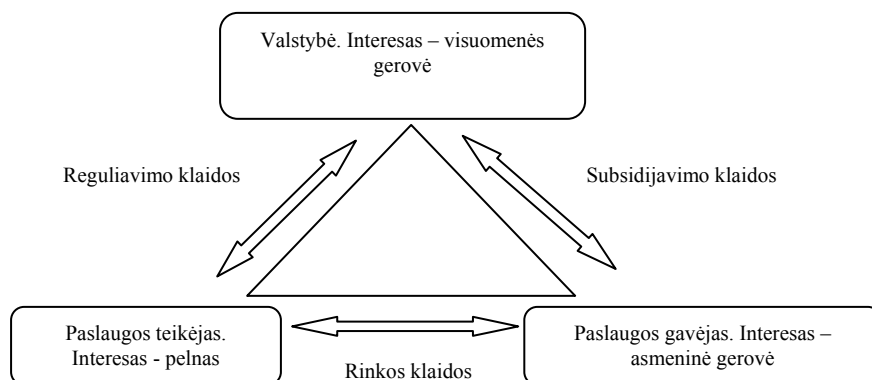 Valstybė. Interesas – visuomenės
gerovė
Reguliavimo klaidos
Subsidijavimo klaidos
Paslaugos teikėjas.
Interesas - pelnas
Paslaugos gavėjas. Interesas –
asmeninė gerovė
Rinkos klaidos